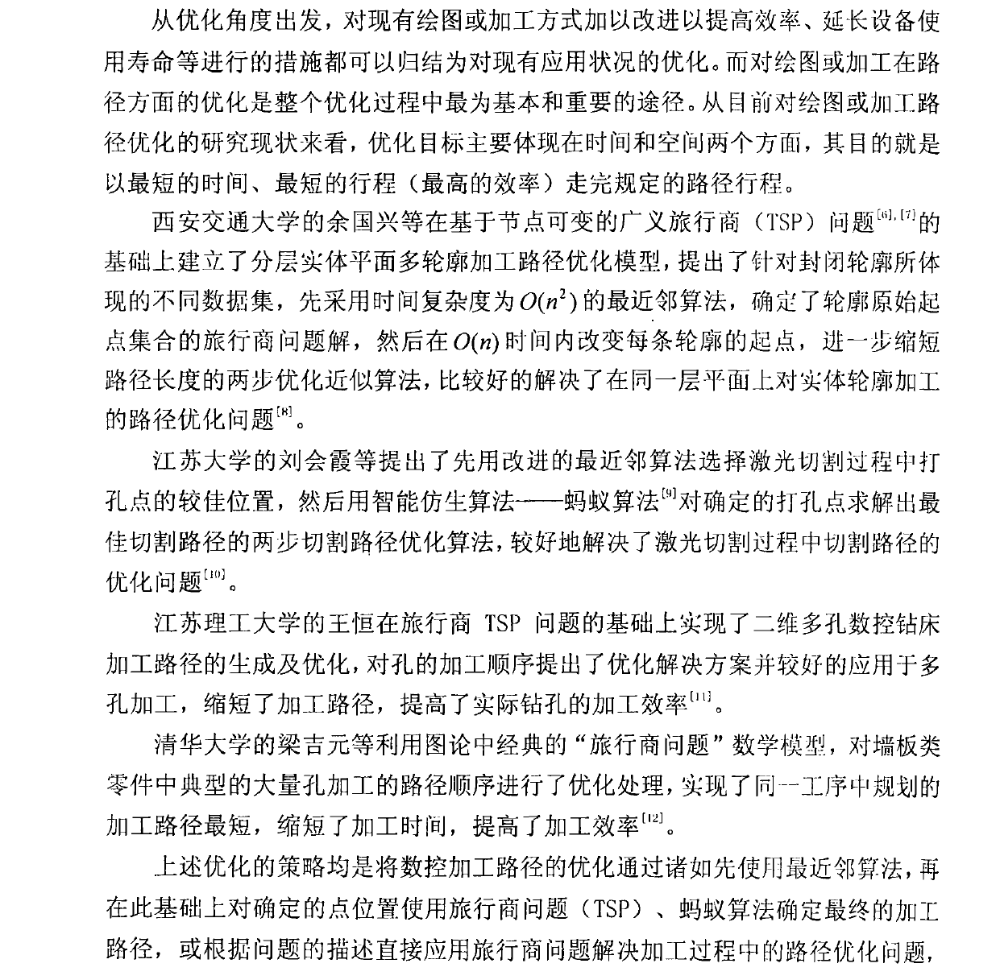 从优化角度出发，对现有绘图或加工方式加以改进以提高效率、延长设备使
用寿命等进行的措施都可以归结为对现有应用状况的优化。而对绘图或加工在路
径方面的优化是整个优化过程中最为基本和重要的途径。从目前对绘图或加工路
径优化的研究现状来看，优化目标主要体现在时间和空间两个方面，其目的就是
以最短的时间、最短的行程（最高的效率）走完规定的路径行程。
西安交通大学的余国兴等在基于节点可变的广义旅行商（TSP）问题[6],[7]的
基础上建立了分层实体平面多轮廓加工路径优化模型，提出了针对封闭轮廓所体
现的不同数据集，先采用时间复杂度为O(n²)的最近邻算法，确定了轮廓原始起
点集合的旅行商问题解，然后在O(n)时间内改变每条轮廓的起点，进一步缩短
路径长度的两步优化近似算法，比较好的解决了在同一层平面上对实体轮廓加工
的路径优化问题[8]。
江苏大学的刘会霞等提出了先用改进的最近邻算法选择激光切割过程中打
孔点的较佳位置，然后用智能仿生算法——蚂蚁算法[9]对确定的打孔点求解出最
佳切割路径的两步切割路径优化算法，较好地解决了激光切割过程中切割路径的
优化问题[10]。
江苏理工大学的王恒在旅行商 TSP 问题的基础上实现了二维多孔数控钻床
加工路径的生成及优化，对孔的加工顺序提出了优化解决方案并较好的应用于多
孔加工，缩短了加工路径，提高了实际钻孔的加工效率[11]。
清华大学的梁吉元等利用图论中经典的“旅行商问题”数学模型，对墙板类
零件中典型的大量孔加工的路径顺序进行了优化处理，实现了同一工序中规划的
加工路径最短，缩短了加工时间，提高了加工效率[12]。
上述优化的策略均是将数控加工路径的优化通过诸如先使用最近邻算法，再
在此基础上对确定的点位置使用旅行商问题（TSP）、蚂蚁算法确定最终的加工
路径，或根据问题的描述直接应用旅行商问题解决加工过程中的路径优化问题，